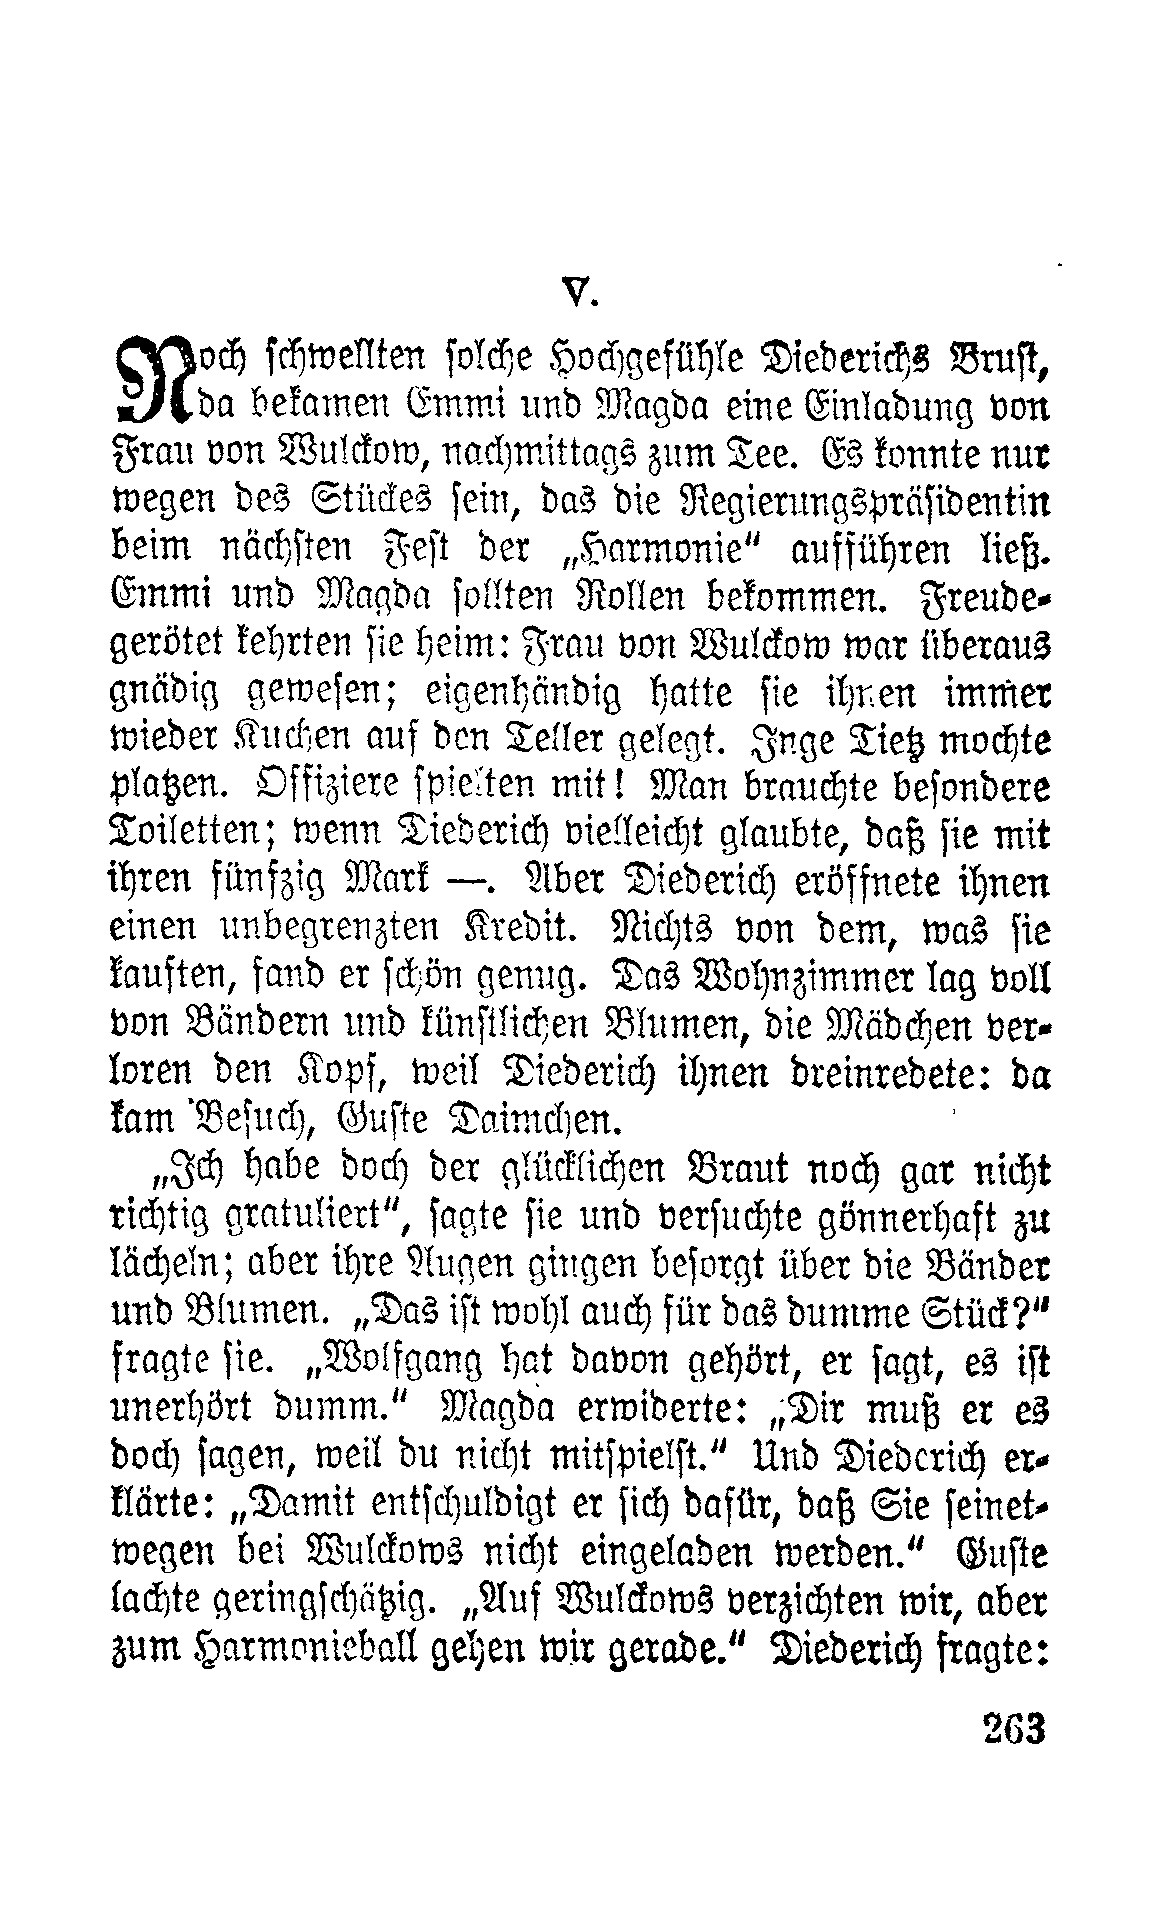 V.
Noch schwellten solche Hochgefühle Diederichs Brust,
da bekamen Emmi und Magda eine Einladung von
Frau von Wulckow, nachmittags zum Tee. Es konnte nur
wegen des Stückes sein, das die Regierungspräsidentin
beim nächsten Fest der „Harmonie“ aufführen ließ.
Emmi und Magda sollten Rollen bekommen. Freude-
gerötet kehrten sie heim: Frau von Wulckow war überaus
gnädig gewesen; eigenhändig hatte sie ihnen immer
wieder Kuchen auf den Teller gelegt. Inge Tietz mochte
platzen. Offiziere spielten mit! Man brauchte besondere
Toiletten; wenn Diederich vielleicht glaubte, daß sie mit
ihren fünfzig Mark —. Aber Diederich eröffnete ihnen
einen unbegrenzten Kredit. Nichts von dem, was sie
kauften, fand er schön genug. Das Wohnzimmer lag voll
von Bändern und künstlichen Blumen, die Mädchen ver-
loren den Kopf, weil Diederich ihnen dreinredete: da
kam Besuch, Guste Daimchen.
„Ich habe doch der glücklichen Braut noch gar nicht
richtig gratuliert“, sagte sie und versuchte gönnerhaft zu
lächeln; aber ihre Augen gingen besorgt über die Bänder
und Blumen. „Das ist wohl auch für das dumme Stück?“
fragte sie. „Wolfgang hat davon gehört, er sagt, es ist
unerhört dumm.“ Magda erwiderte: „Dir muß er es
doch sagen, weil du nicht mitspielst.“ Und Diederich er-
klärte: „Damit entschuldigt er sich dafür, daß Sie seinet-
wegen bei Wulckows nicht eingeladen werden.“ Guste
lachte geringschätzig. „Auf Wulckows verzichten wir, aber
zum Harmonieball gehen wir gerade.“ Diederich fragte:
263